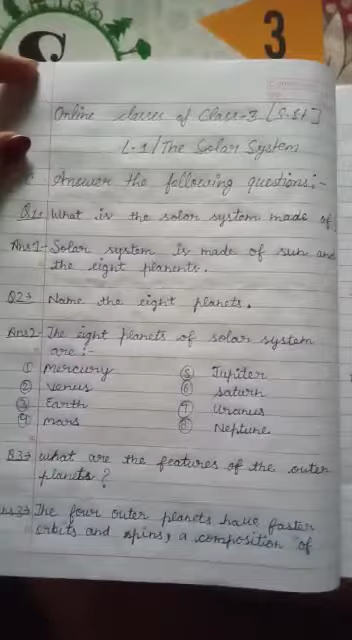 3
Online classes of Class-3 [S.St]
L-1/The Solar System
Answer the following questions:-
Q1→ What is the solar system made of.
Ans1- Solar system is made of sun and
the eight planents.
Q2→ Name the eight planets.
Ans2- The eight planets of solar system
are :-
① Mercury ⑤ Jupiter
② Venus ⑥ Saturn
③ Earth ⑦ Uranus
④ mars ⑧ Neptune
Q3→ what are the features of the outer
planets?
Ans3→ The four outer planets have faster
orbits and spins, a composition of